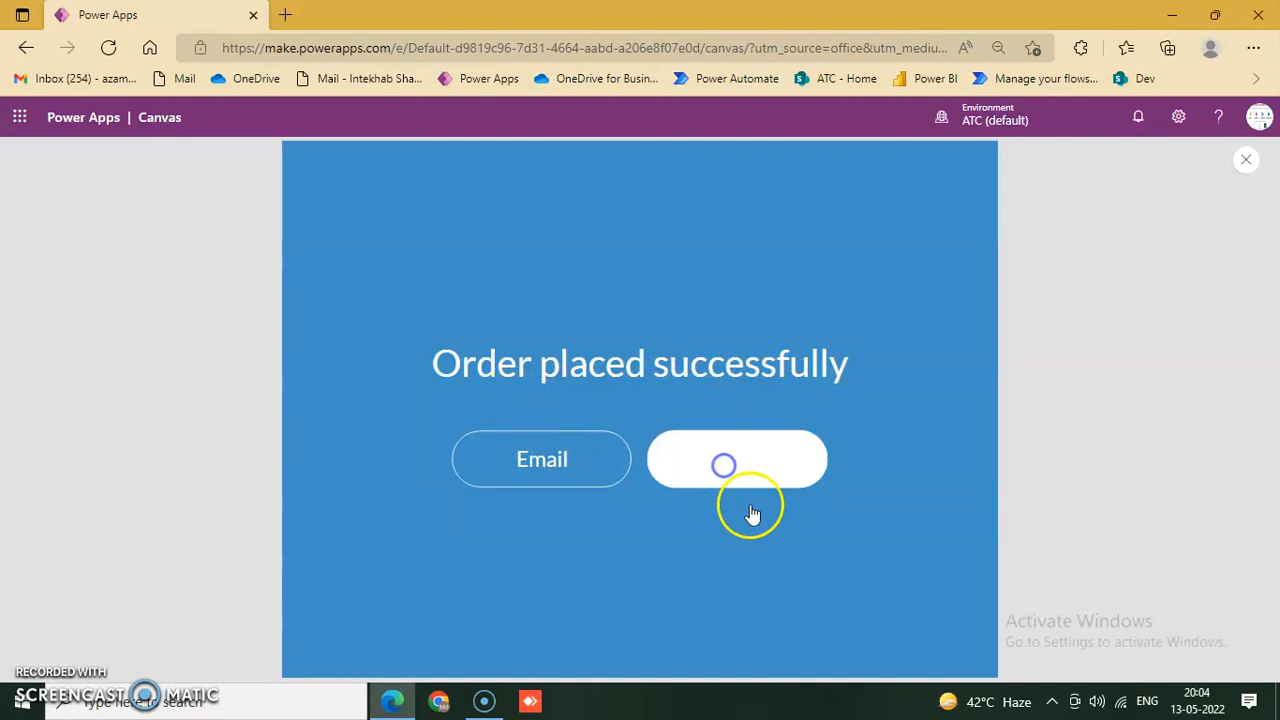 Power Apps
https://make.powerapps.com/e/Default-d9819c96-7d31-4664-aabd-a206e8f07e0d/canvas/?utm_source=office&utm_mediu...
Inbox (254) - azam...
Mail
OneDrive
Mail - Intekhab Sha...
Power Apps
OneDrive for Busin...
Power Automate
ATC - Home
Power BI
Manage your flows...
Dev
Power Apps | Canvas
Environment
ATC (default)
Order placed successfully
Email
Activate Windows
Go to Settings to activate Windows.
RECORDED WITH
SCREENCAST MATIC
Type here to search
42°C Haze
ENG
20:04
13-05-2022